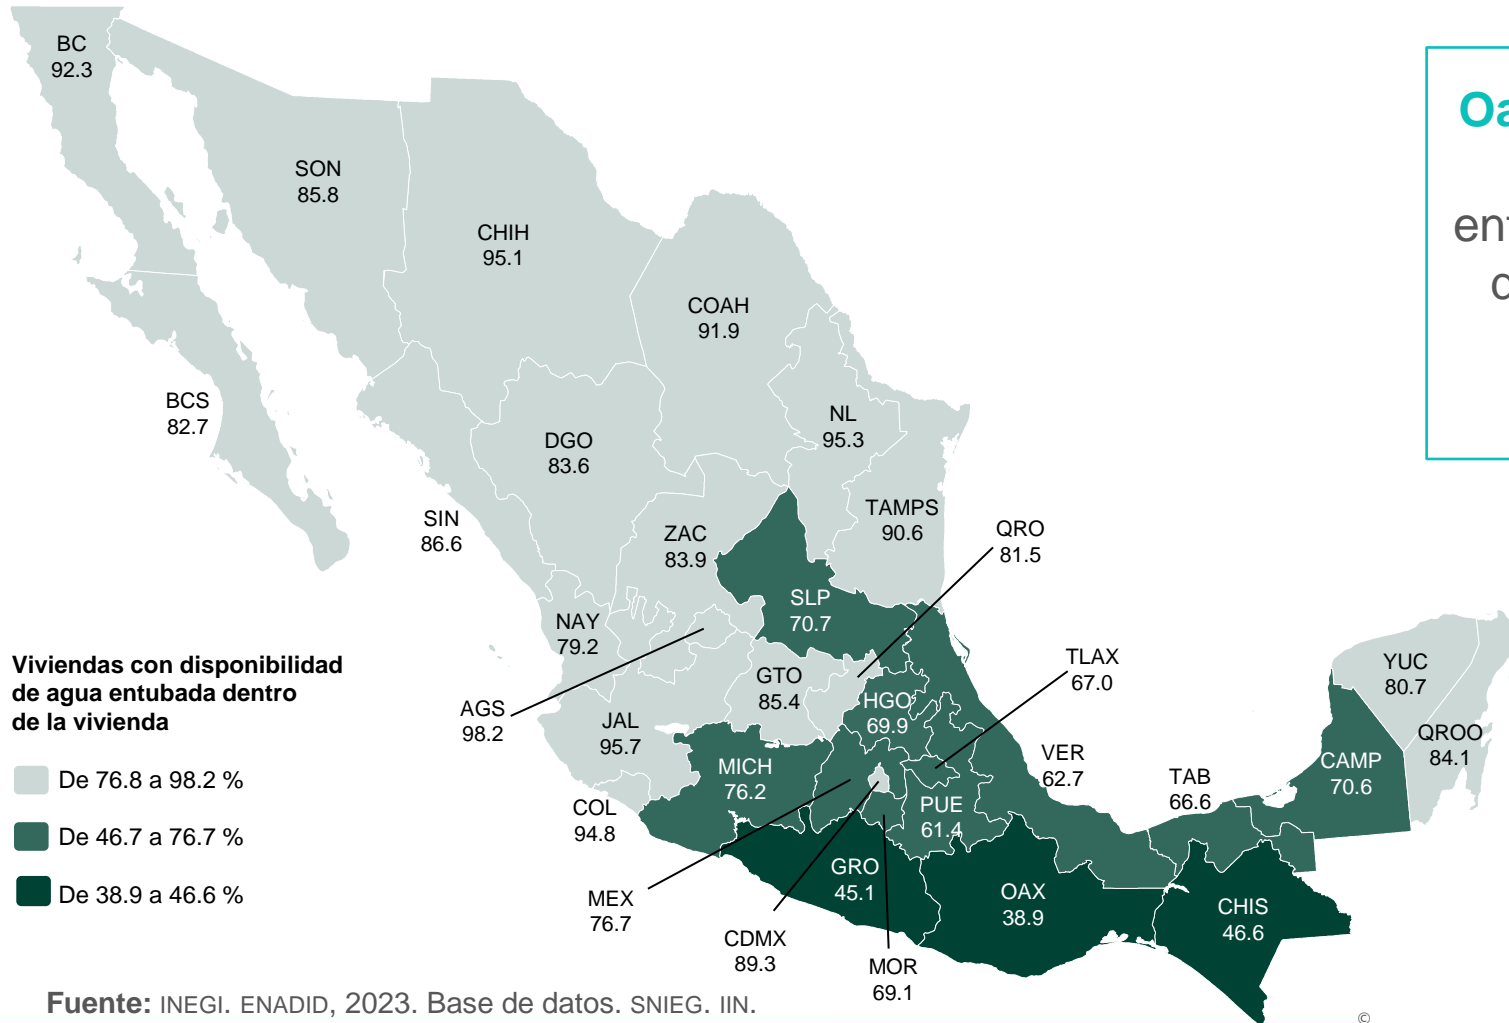 BC
92.3
SON
85.8
CHIH
95.1
COAH
91.9
BCS
82.7
NL
95.3
DGO
83.6
TAMPS
90.6
SIN
86.6
ZAC
83.9
QRO
81.5
SLP
70.7
NAY
79.2
GTO
85.4
TLAX
67.0
YUC
80.7
AGS
98.2
JAL
95.7
HGO
69.9
QROO
84.1
MICH
76.2
VER
62.7
CAMP
70.6
TAB
66.6
COL
94.8
PUE
61.4
MEX
76.7
GRO
45.1
OAX
38.9
CHIS
46.6
CDMX
89.3
MOR
69.1
Viviendas con disponibilidad
de agua entubada dentro
de la vivienda
De 76.8 a 98.2 %
De 46.7 a 76.7 %
De 38.9 a 46.6 %
Fuente: INEGI. ENADID, 2023. Base de datos. SNIEG. IIN.
©